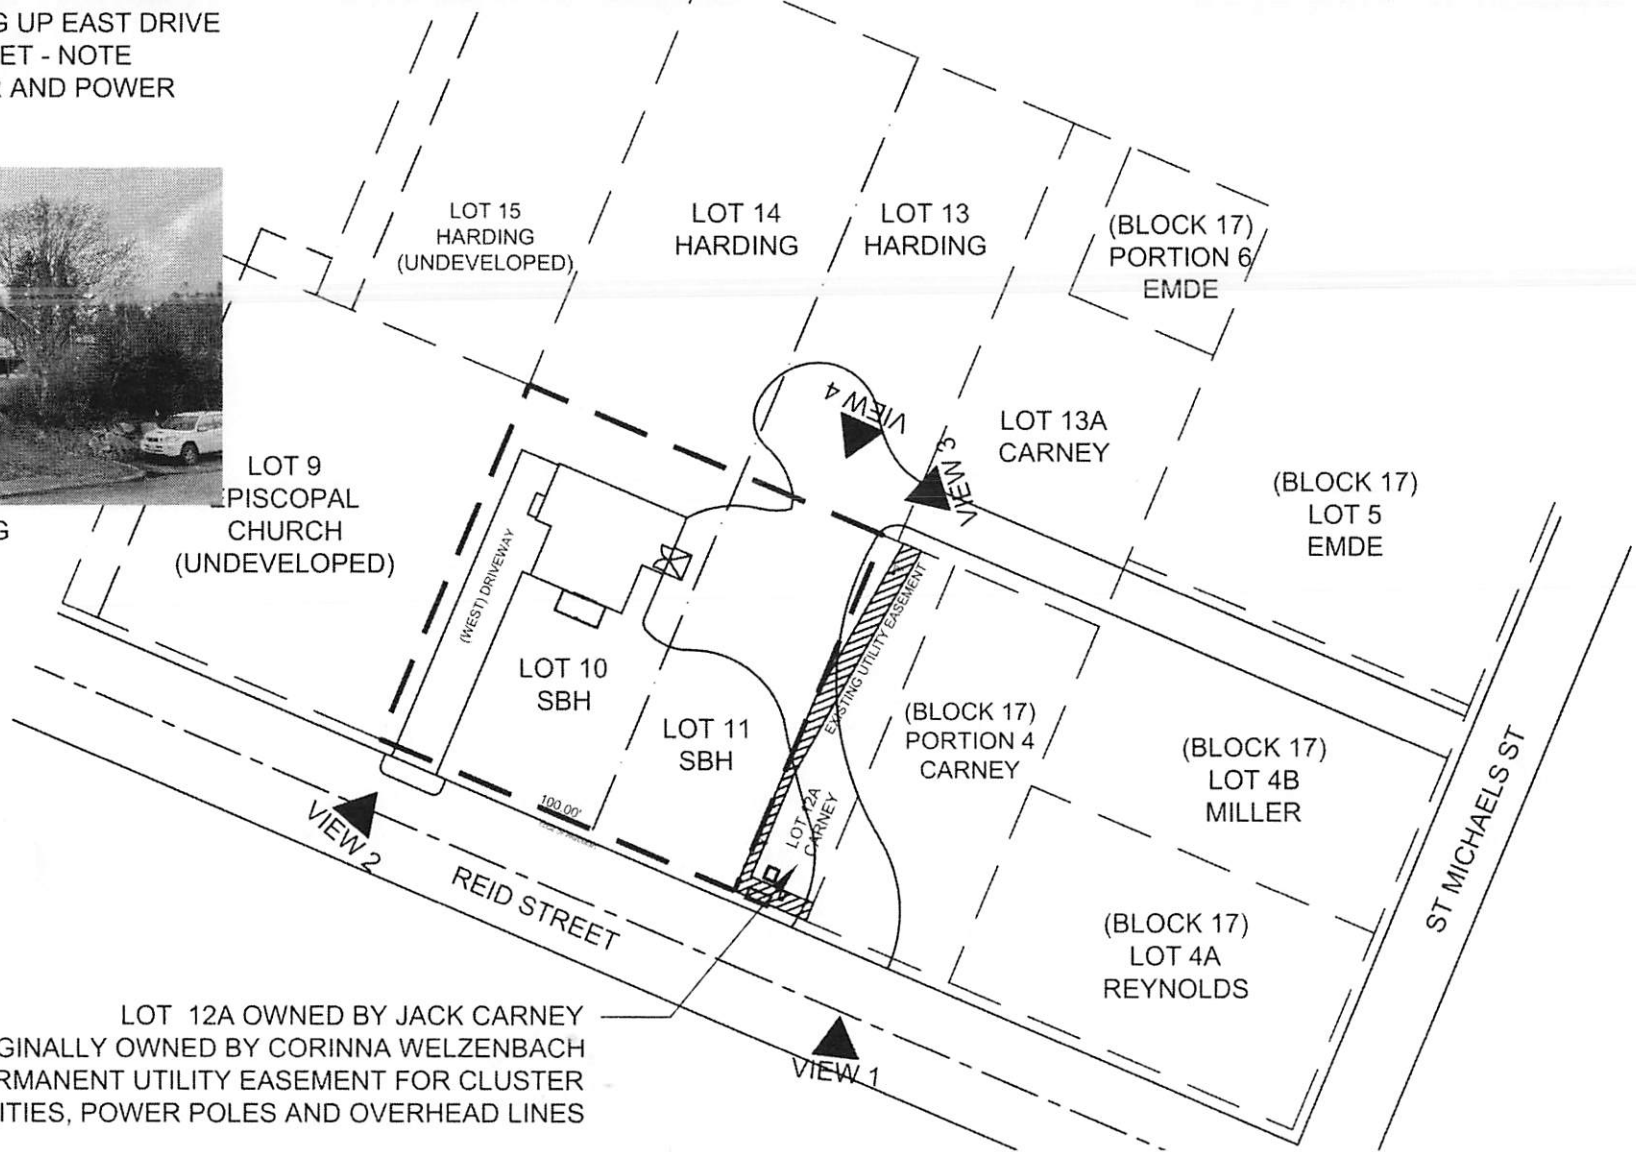 G UP EAST DRIVE
ET - NOTE
R AND POWER
G
LOT 15
HARDING
(UNDEVELOPED)
LOT 14
HARDING
LOT 13
HARDING
(BLOCK 17)
PORTION 6
EMDE
VIEW 4
VIEW 3
LOT 13A
CARNEY
(BLOCK 17)
LOT 5
EMDE
LOT 9
EPISCOPAL
CHURCH
(UNDEVELOPED)
(WEST) DRIVEWAY
LOT 10
SBH
LOT 11
SBH
EXISTING UTILITY EASEMENT
(BLOCK 17)
PORTION 4
CARNEY
(BLOCK 17)
LOT 4B
MILLER
LOT 12A
CARNEY
100.00'
VIEW 2
REID STREET
ST MICHAELS ST
(BLOCK 17)
LOT 4A
REYNOLDS
VIEW 1
LOT 12A OWNED BY JACK CARNEY
GINALLY OWNED BY CORINNA WELZENBACH
RMANENT UTILITY EASEMENT FOR CLUSTER
ITIES, POWER POLES AND OVERHEAD LINES